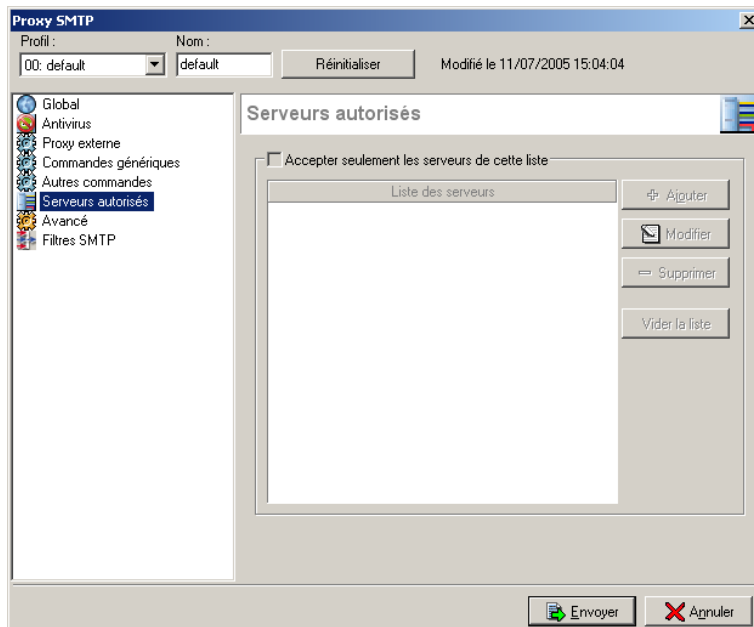 Proxy SMTP
Profil :
Nom :
00: default
default
Réinitialiser
Modifié le 11/07/2005 15:04:04
Global
Antivirus
Proxy externe
Commandes génériques
Autres commandes
Serveurs autorisés
Avancé
Filtres SMTP
Serveurs autorisés
Accepter seulement les serveurs de cette liste
Liste des serveurs
Ajouter
Modifier
Supprimer
Vider la liste
Envoyer
Annuler